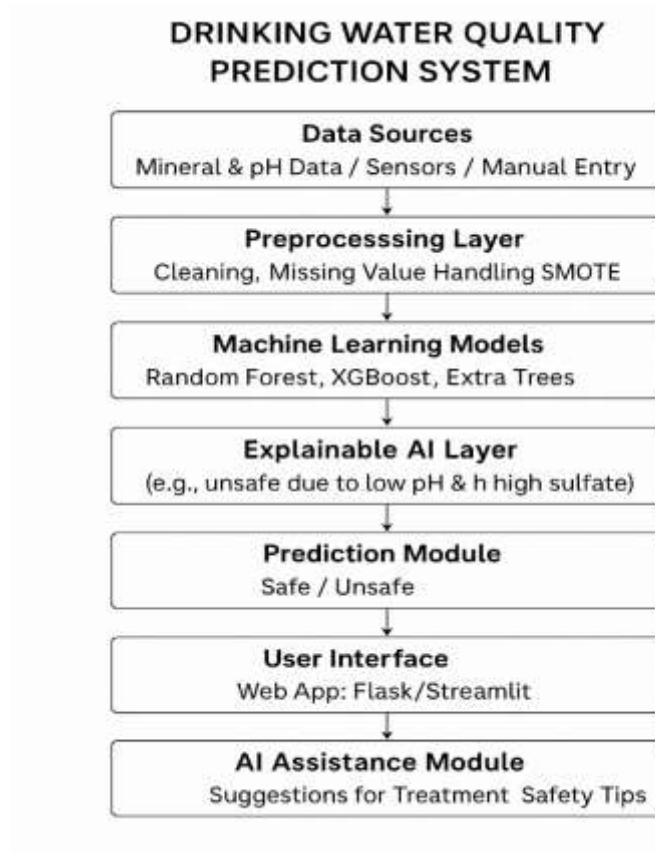 DRINKING WATER QUALITY
PREDICTION SYSTEM
Data Sources
Mineral & pH Data / Sensors / Manual Entry
Preprocesssing Layer
Cleaning, Missing Value Handling SMOTE
Machine Learning Models
Random Forest, XGBoost, Extra Trees
Explainable AI Layer
(e.g., unsafe due to low pH & h high sulfate)
Prediction Module
Safe / Unsafe
User Interface
Web App: Flask/Streamlit
AI Assistance Module
Suggestions for Treatment Safety Tips